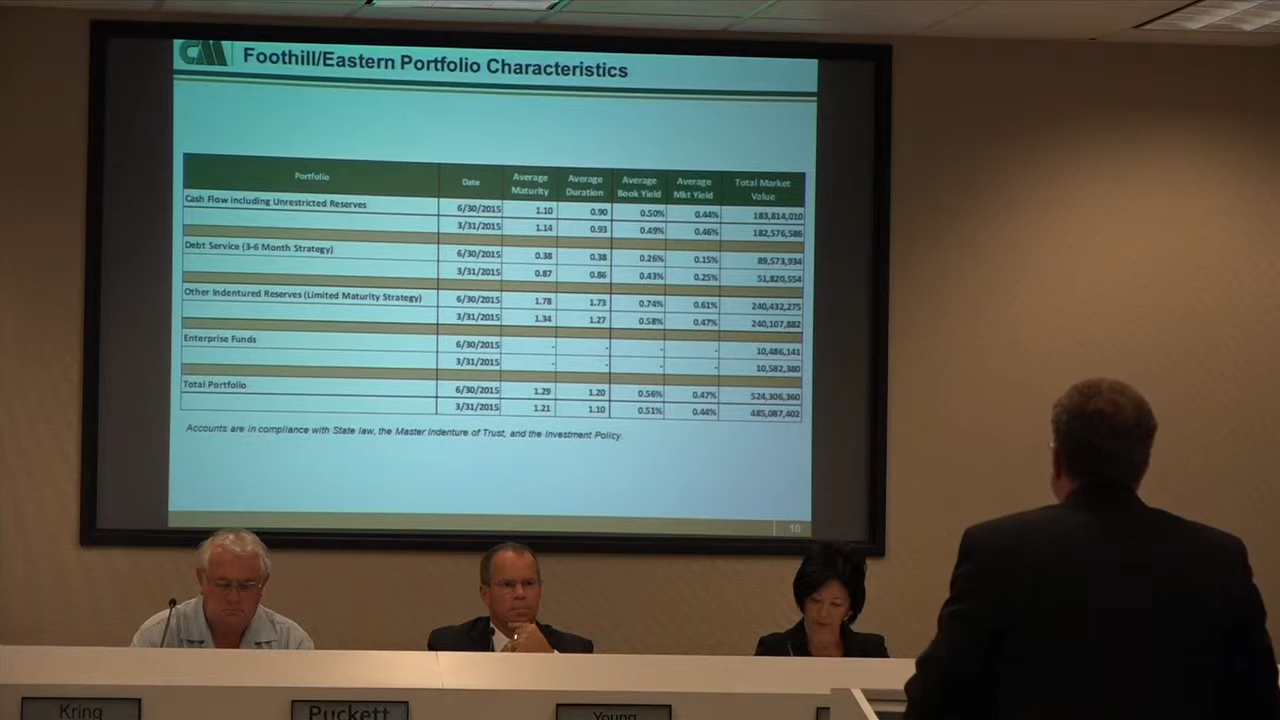 CM
Foothill/Eastern Portfolio Characteristics
Portfolio Date Average Maturity Average Duration Average Book Yield Average Mkt Yield Total Market Value
Cash Flow including Unrestricted Reserves 6/30/2015 1.10 0.90 0.50% 0.44% 183,814,010
3/31/2015 1.14 0.93 0.49% 0.46% 182,576,586
Debt Service (3-6 Month Strategy) 6/30/2015 0.38 0.38 0.26% 0.15% 89,573,934
3/31/2015 0.87 0.86 0.43% 0.25% 51,820,554
Other Indentured Reserves (Limited Maturity Strategy) 6/30/2015 1.78 1.73 0.74% 0.61% 240,432,275
3/31/2015 1.34 1.27 0.58% 0.47% 240,107,882
Enterprise Funds 6/30/2015 - - - - 10,486,141
3/31/2015 - - - - 10,582,380
Total Portfolio 6/30/2015 1.29 1.20 0.56% 0.47% 524,306,360
3/31/2015 1.21 1.10 0.51% 0.44% 485,087,402
Accounts are in compliance with State law, the Master Indenture of Trust, and the Investment Policy.
10
Kring
Puckett
Young